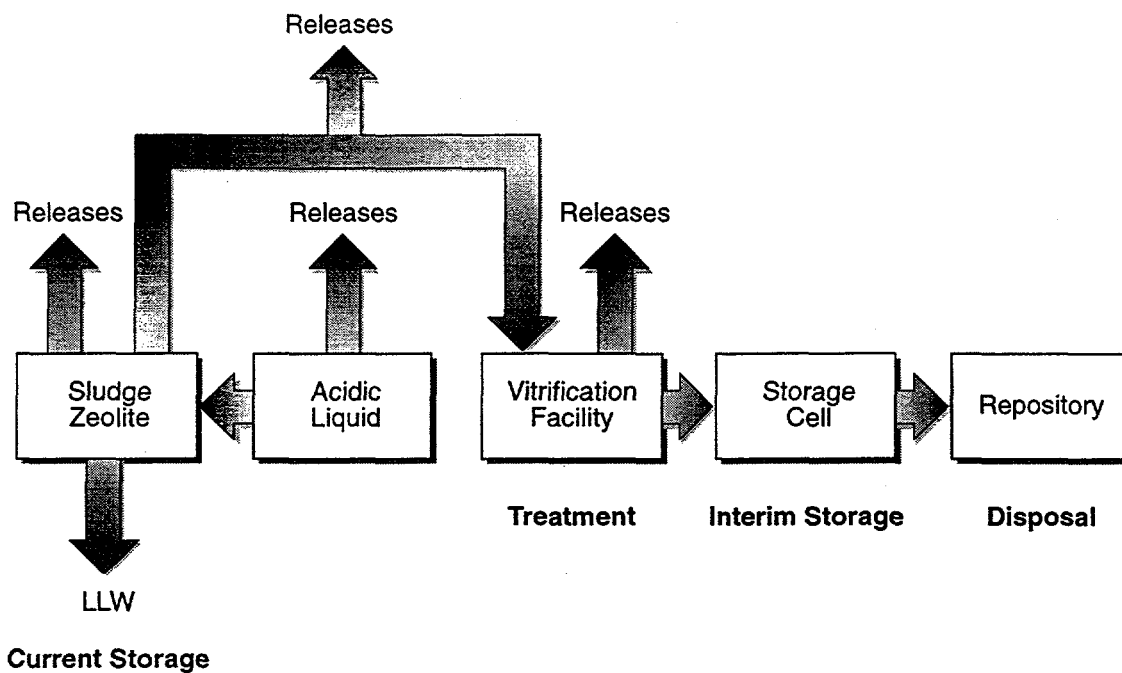 Releases
Releases
Releases
Releases
Sludge
Zeolite
Acidic
Liquid
Vitrification
Facility
Storage
Cell
Repository
Treatment
Interim Storage
Disposal
LLW
Current Storage